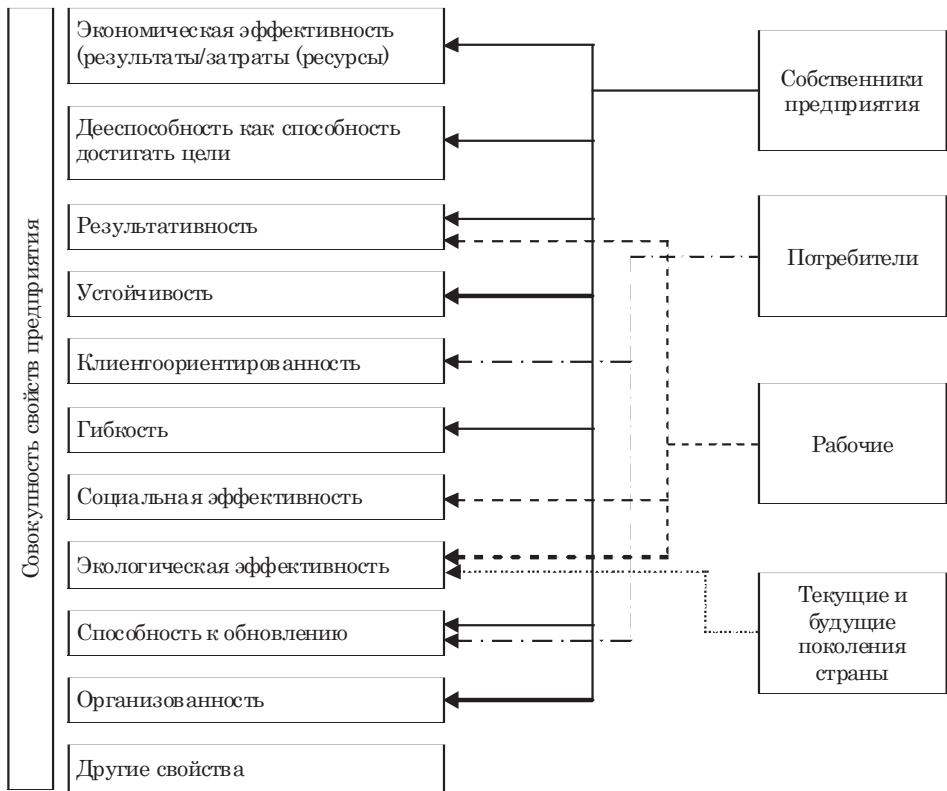 Совокупность свойств предприятия
Экономическая эффективность
(результаты/затраты (ресурсы)
Дееспособность как способность
достигать цели
Результативность
Устойчивость
Клиентоориентированность
Гибкость
Социальная эффективность
Экологическая эффективность
Способность к обновлению
Организованность
Другие свойства
Собственники
предприятия
Потребители
Рабочие
Текущие и
будущие
поколения
страны